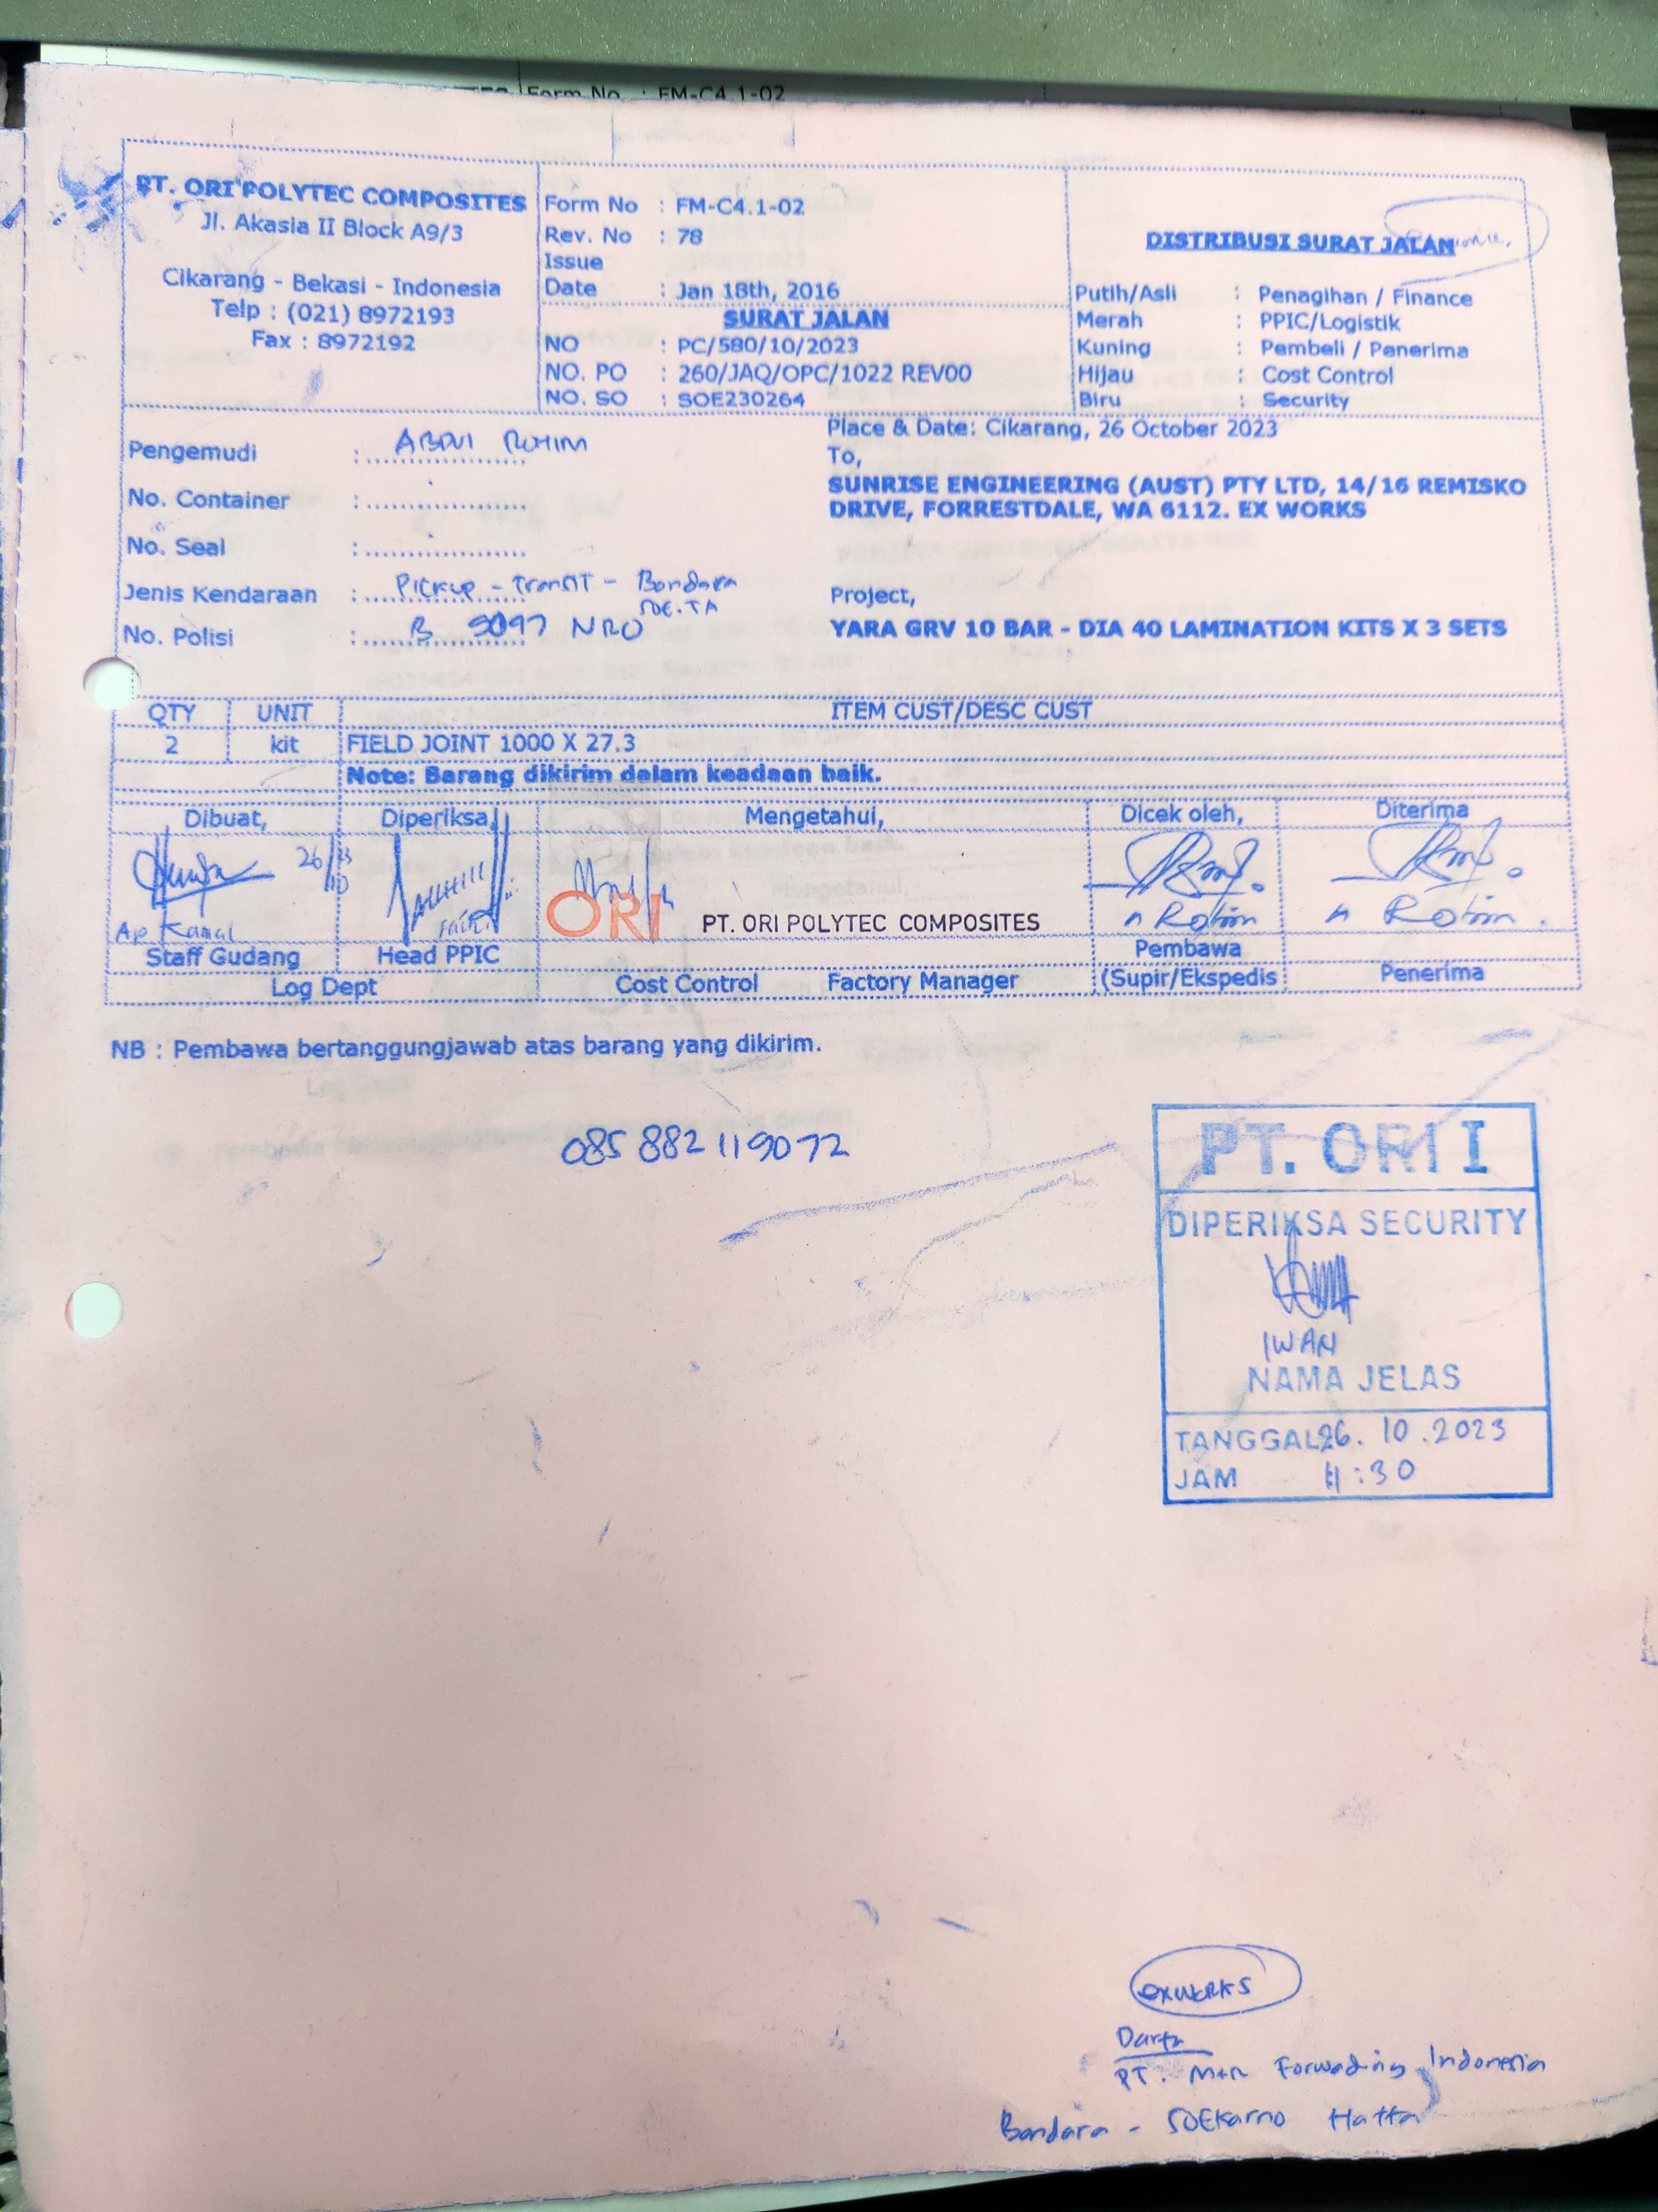 Form No : FM-C4.1-02
PT. ORI POLYTEC COMPOSITES
Jl. Akasia II Block A9/3
Cikarang - Bekasi - Indonesia
Telp : (021) 8972193
Fax : 8972192
Form No : FM-C4.1-02
Rev. No : 78
Issue
Date : Jan 18th, 2016
SURAT JALAN
NO : PC/580/10/2023
NO. PO : 260/JAQ/OPC/1022 REV00
NO. SO : SOE230264
DISTRIBUSI SURAT JALAN
Putih/Asli : Penagihan / Finance
Merah : PPIC/Logistik
Kuning : Pembeli / Penerima
Hijau : Cost Control
Biru : Security
Pengemudi : ABDUl ROHIM
No. Container :
No. Seal :
Jenis Kendaraan : Pickup - Transit - Bandara
SOE.TA
No. Polisi : B 9097 NRO
Place & Date: Cikarang, 26 October 2023
To,
SUNRISE ENGINEERING (AUST) PTY LTD, 14/16 REMISKO
DRIVE, FORRESTDALE, WA 6112. EX WORKS
Project,
YARA GRV 10 BAR - DIA 40 LAMINATION KITS X 3 SETS
QTY UNIT ITEM CUST/DESC CUST
2 kit FIELD JOINT 1000 X 27.3
Note: Barang dikirim dalam keadaan baik.
Dibuat, Diperiksa, Mengetahui, Dicek oleh, Diterima
26/10
ORI PT. ORI POLYTEC COMPOSITES
Ap Kamal Rohim Rohim
Staff Gudang Head PPIC Pembawa
Log Dept Cost Control Factory Manager (Supir/Ekspedis Penerima
NB : Pembawa bertanggungjawab atas barang yang dikirim.
085 882 119072
PT. ORI I
DIPERIKSA SECURITY
IWAN
NAMA JELAS
TANGGAL 26. 10. 2023
JAM 11:30
exworks
PT. M+R Forwading Indonesia
Bandara - SOEkarno Hatta